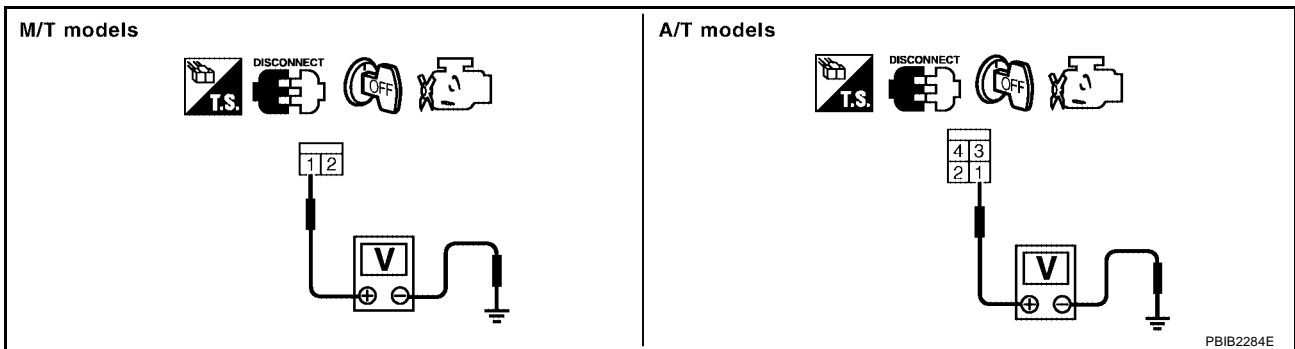 M/T models
T.S.
DISCONNECT
OFF
1 2
V
+ −
A/T models
T.S.
DISCONNECT
OFF
4 3
2 1
V
+ −
PBIB2284E